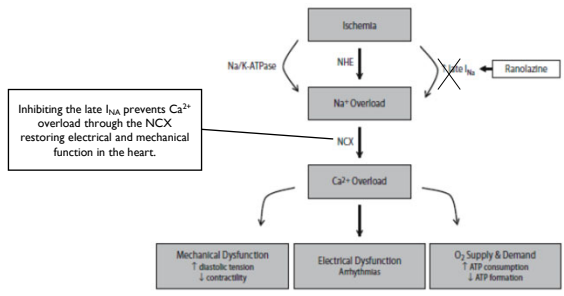 Ischemia
Na/K-ATPase
NHE
↑ late I Na
Ranolazine
Inhibiting the late INA prevents Ca2+
overload through the NCX
restoring electrical and mechanical
function in the heart.
Na+ Overload
NCX
Ca2+ Overload
Mechanical Dysfunction
↑ diastolic tension
↓ contractility
Electrical Dysfunction
Arrhythmias
O2 Supply & Demand
↑ ATP consumption
↓ ATP formation